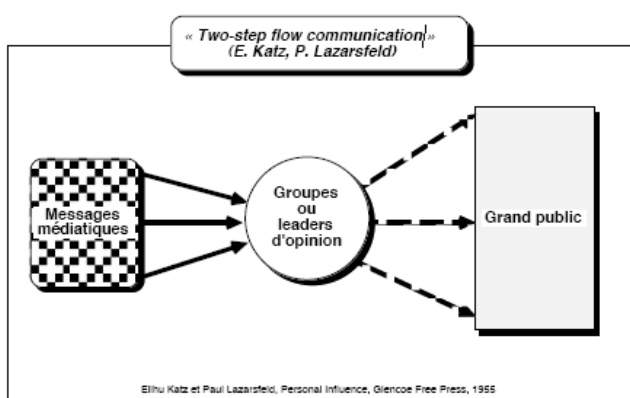 « Two-step flow communication »
(E. Katz, P. Lazarsfeld)
Messages
médiatiques
Groupes
ou
leaders
d'opinion
Grand public
Elihu Katz et Paul Lazarsfeld, Personal Influence, Glencoe Free Press, 1955